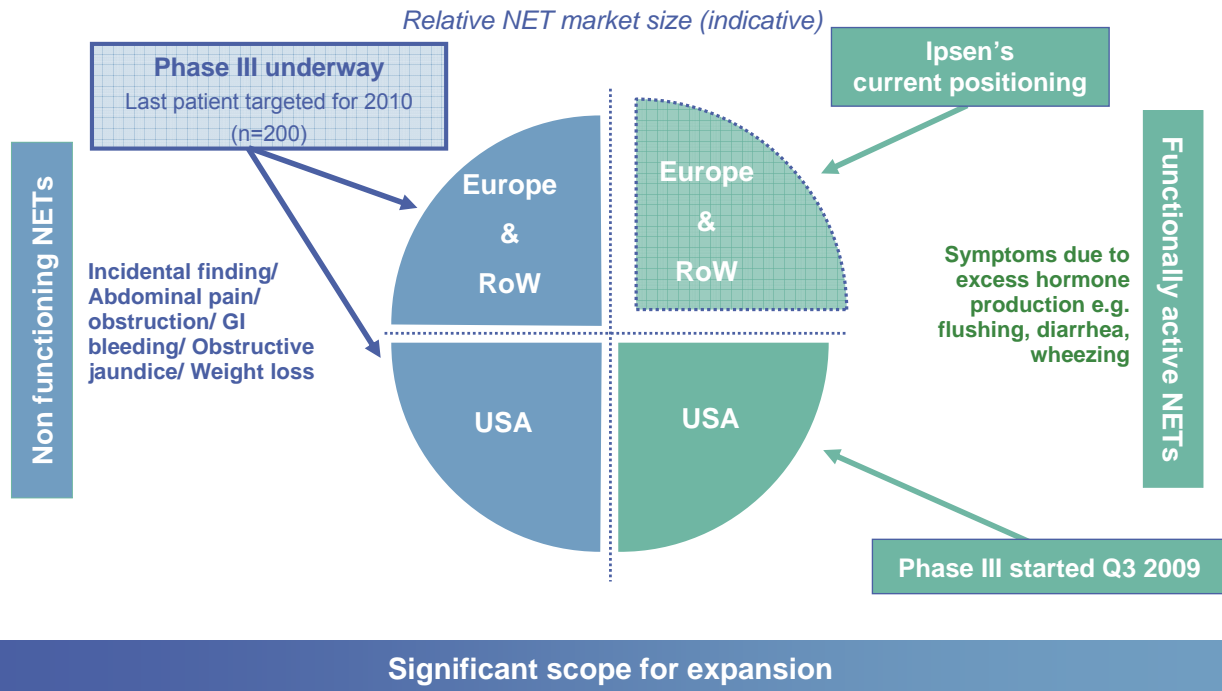 Relative NET market size (indicative)
Phase III underway
Last patient targeted for 2010
(n=200)
Ipsen's
current positioning
Non functioning NETs
Functionally active NETs
Europe
&
RoW
Europe
&
RoW
Incidental finding/
Abdominal pain/
obstruction/ GI
bleeding/ Obstructive
jaundice/ Weight loss
Symptoms due to
excess hormone
production e.g.
flushing, diarrhea,
wheezing
USA
USA
Phase III started Q3 2009
Significant scope for expansion